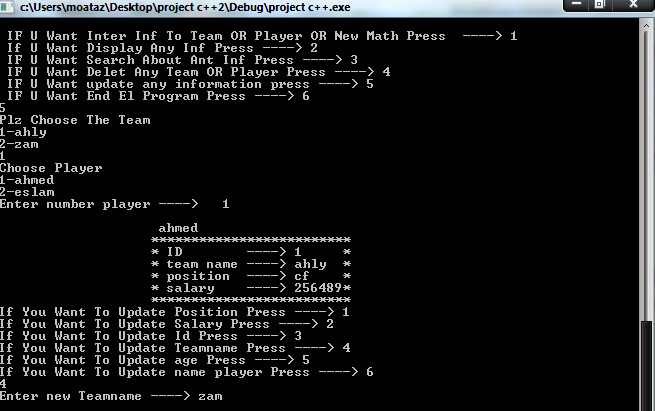 c:\Users\moataz\Desktop\project c++2\Debug\project c++.exe
IF U Want Inter Inf To Team OR Player OR New Math Press  ----> 1
If U Want Display Any Inf Press ----> 2
IF U Want Search About Ant Inf Press ----> 3
IF U Want Delet Any Team OR Player Press ----> 4
IF U Want update any information press ----> 5
IF U Want End El Program Press ----> 6
5
Plz Choose The Team
1-ahly
2-zam
1
Choose Player
1-ahmed
2-eslam
Enter number player ---->   1
ahmed
*************************
* ID        ----> 1     *
* team name ----> ahly  *
* position  ----> cf    *
* salary    ----> 256489*
*************************
If You Want To Update Position Press ----> 1
If You Want To Update Salary Press ----> 2
If You Want To Update Id Press ----> 3
If You Want To Update Teamname Press ----> 4
If You Want To Update age Press ----> 5
If You Want To Update name player Press ----> 6
4
Enter new Teamname ----> zam